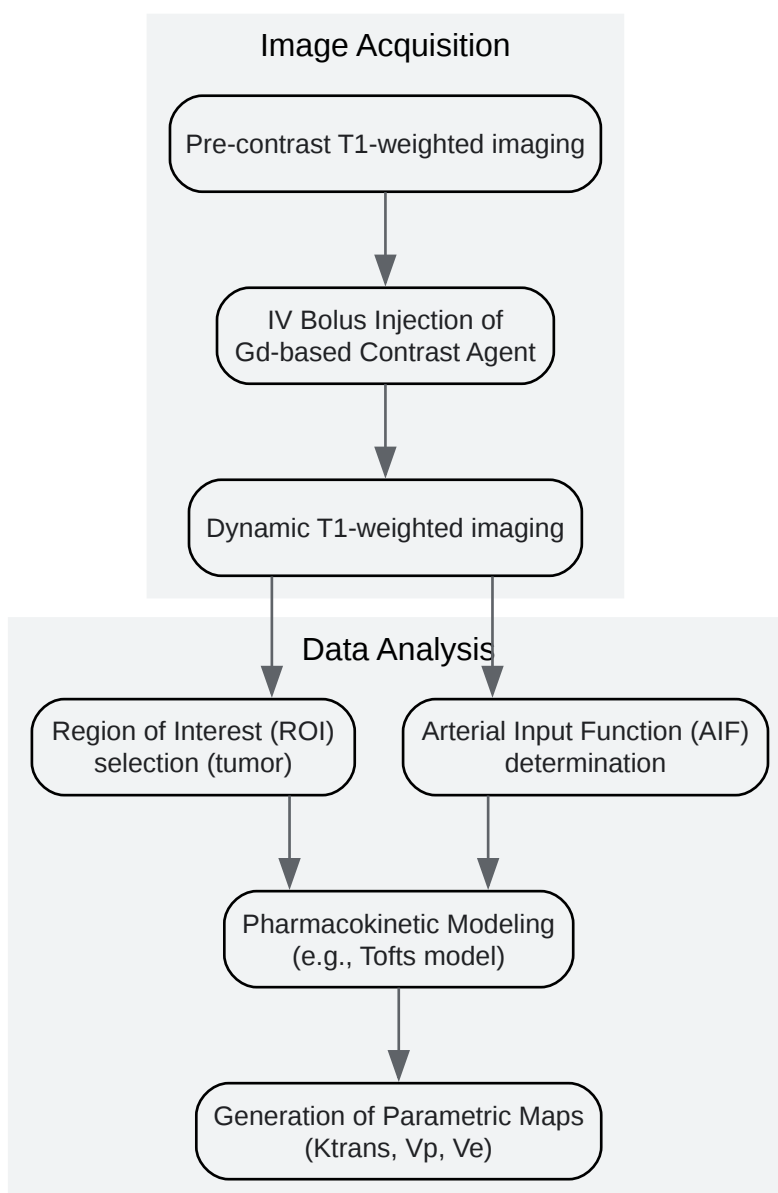 Image Acquisition
Pre-contrast T1-weighted imaging
IV Bolus Injection of
Gd-based Contrast Agent
Dynamic T1-weighted imaging
Data Analysis
Region of Interest (ROI)
selection (tumor)
Arterial Input Function (AIF)
determination
Pharmacokinetic Modeling
(e.g., Tofts model)
Generation of Parametric Maps
(Ktrans, Vp, Ve)